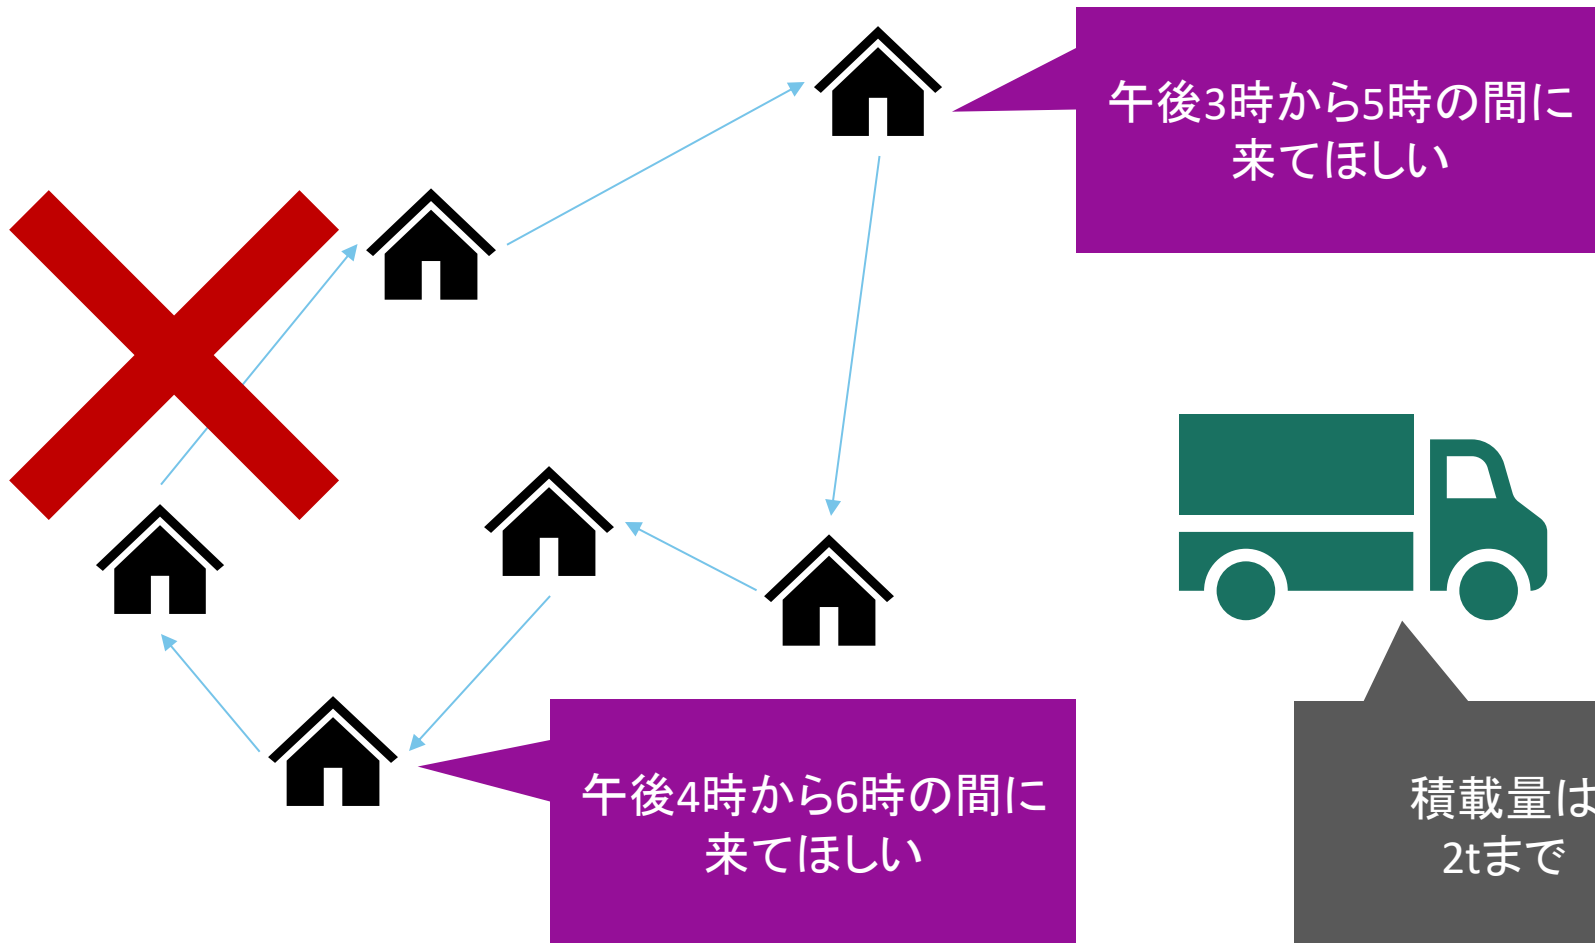 午後3時から5時の間に
来てほしい
午後4時から6時の間に
来てほしい
積載量は
2tまで